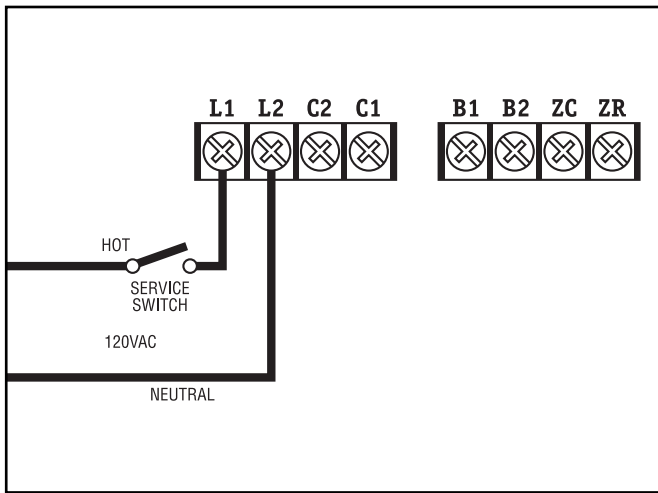 L1 L2 C2 C1 B1 B2 ZC ZR
HOT
SERVICE
SWITCH
120VAC
NEUTRAL